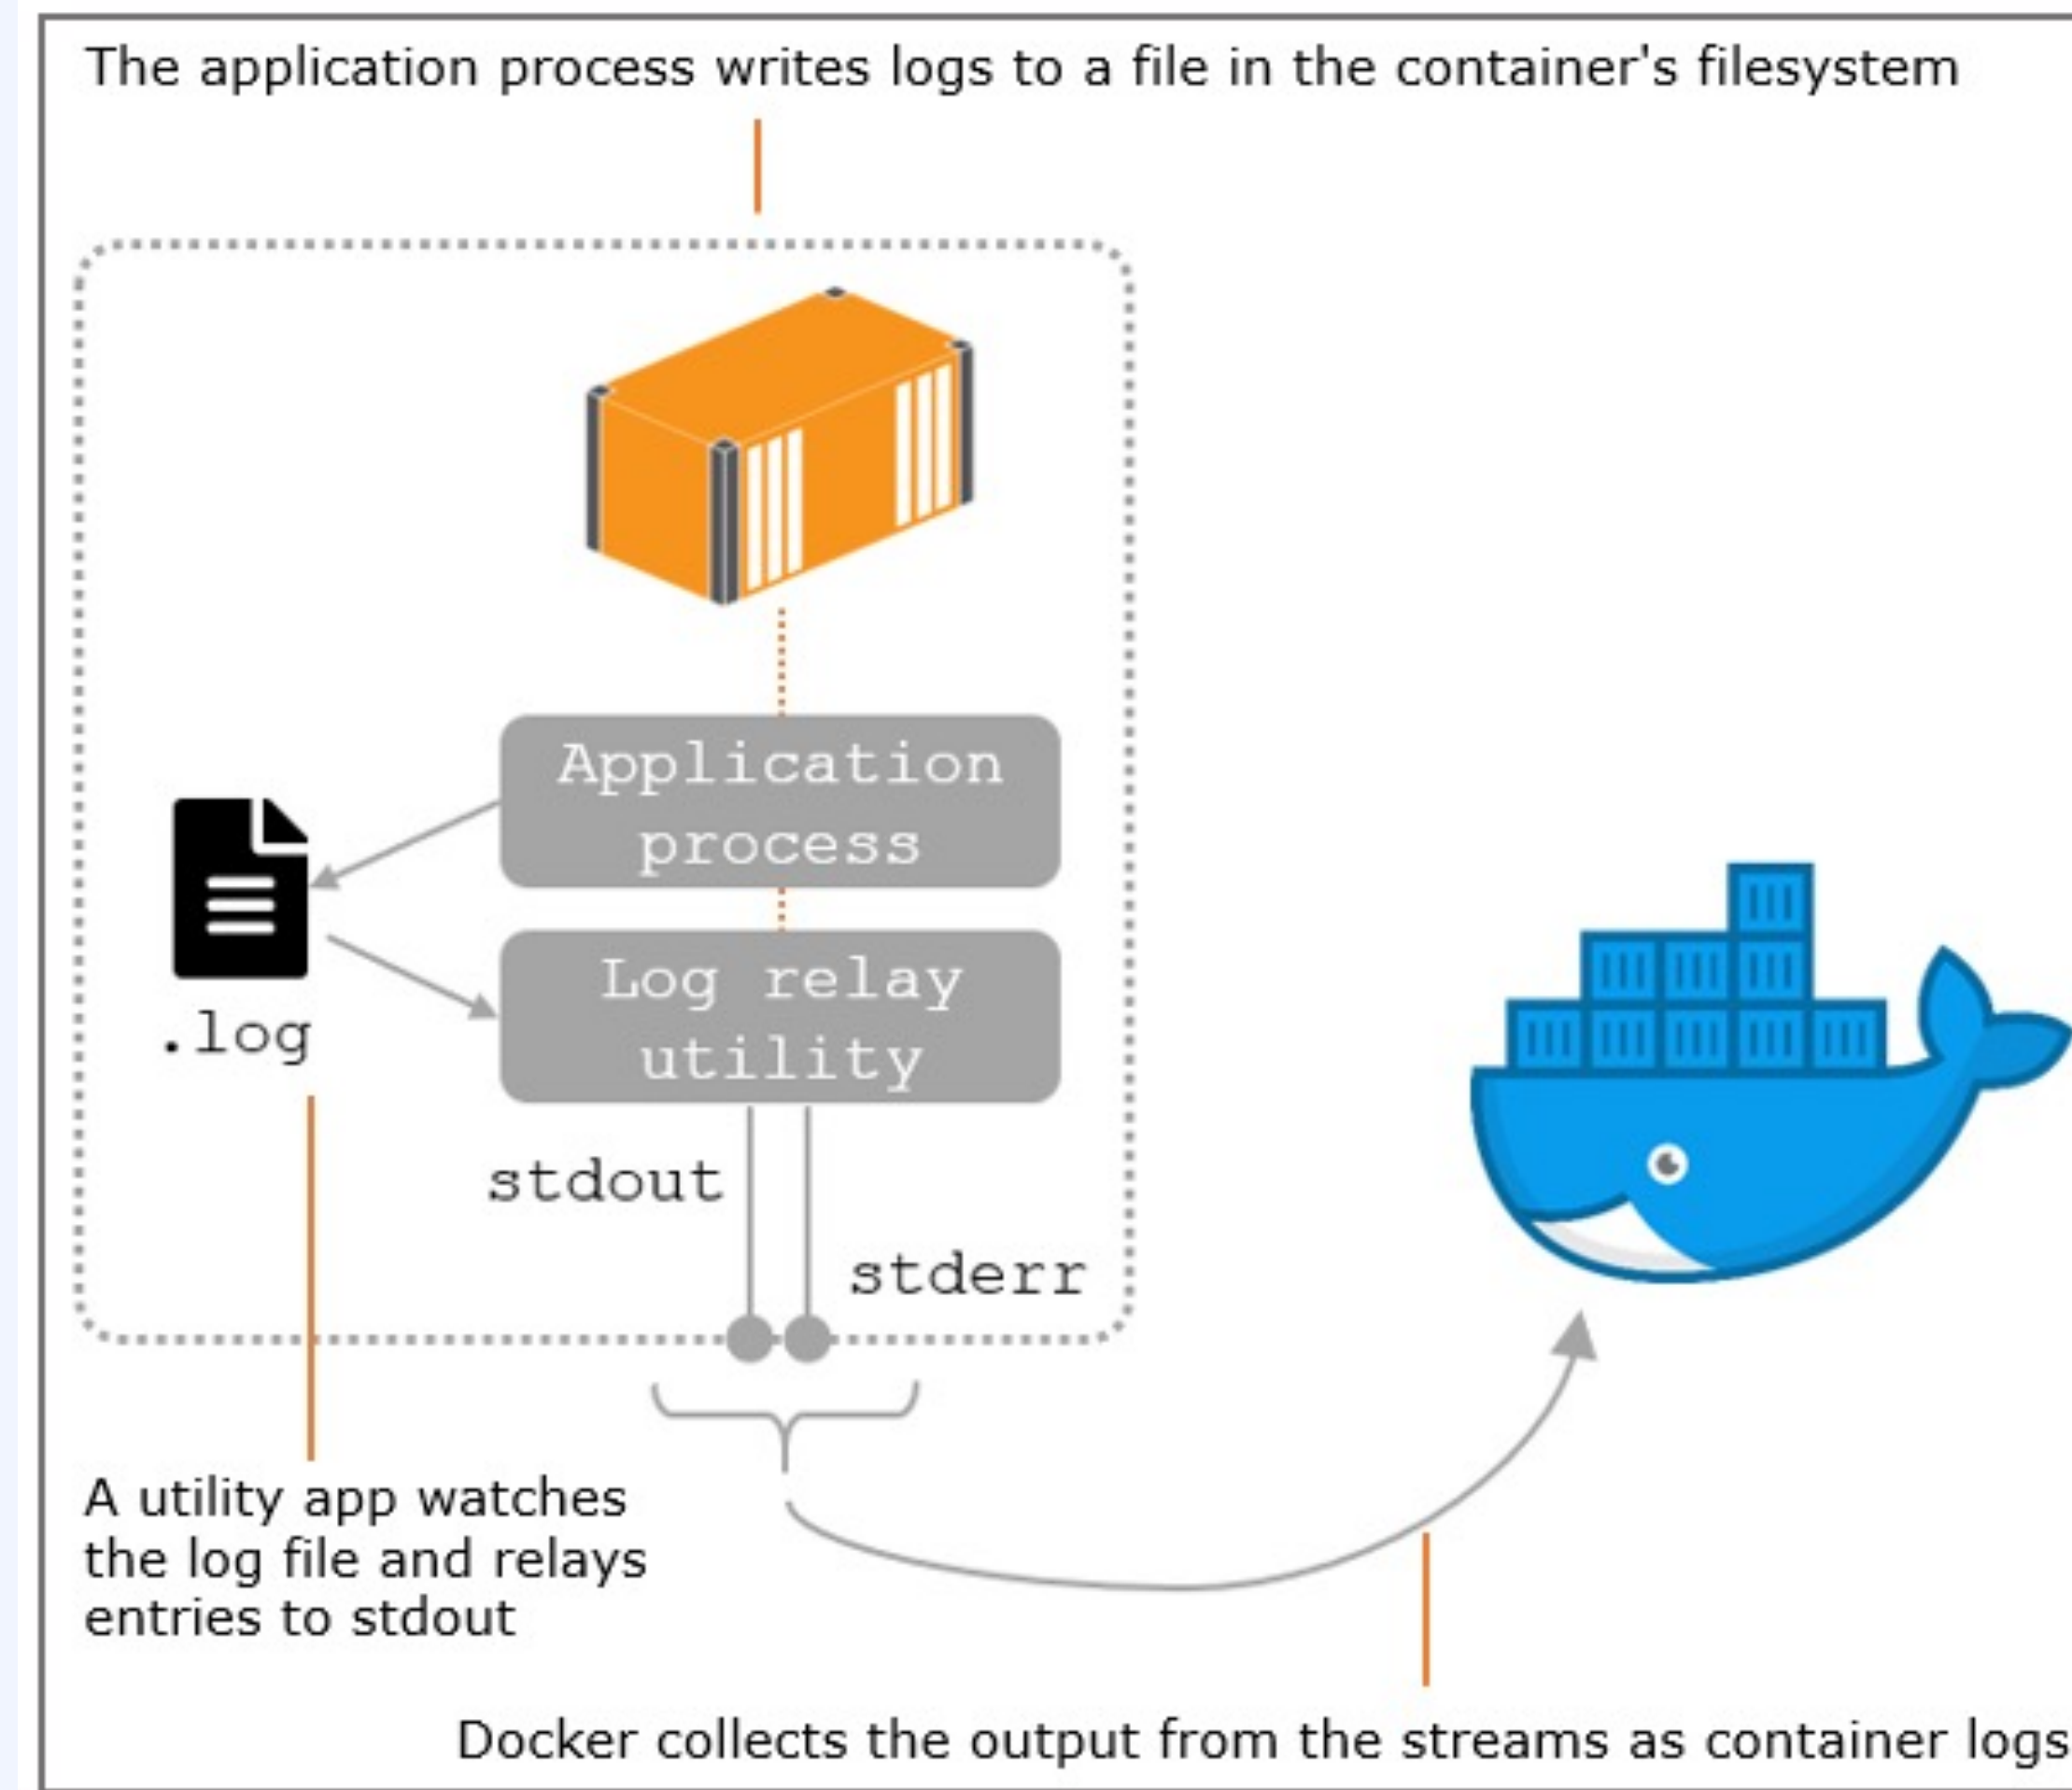 The application process writes logs to a file in the container's filesystem
Application
process
.log
Log relay
utility
stdout
stderr
A utility app watches
the log file and relays
entries to stdout
Docker collects the output from the streams as container logs